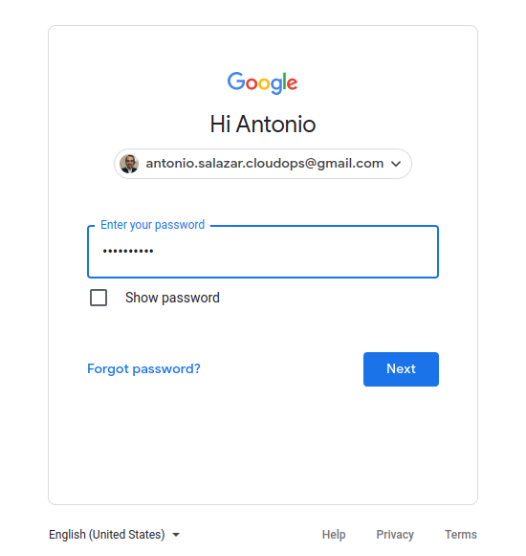 Google
Hi Antonio
antonio.salazar.cloudops@gmail.com
Enter your password
••••••••••
Show password
Forgot password?
Next
English (United States)
Help Privacy Terms